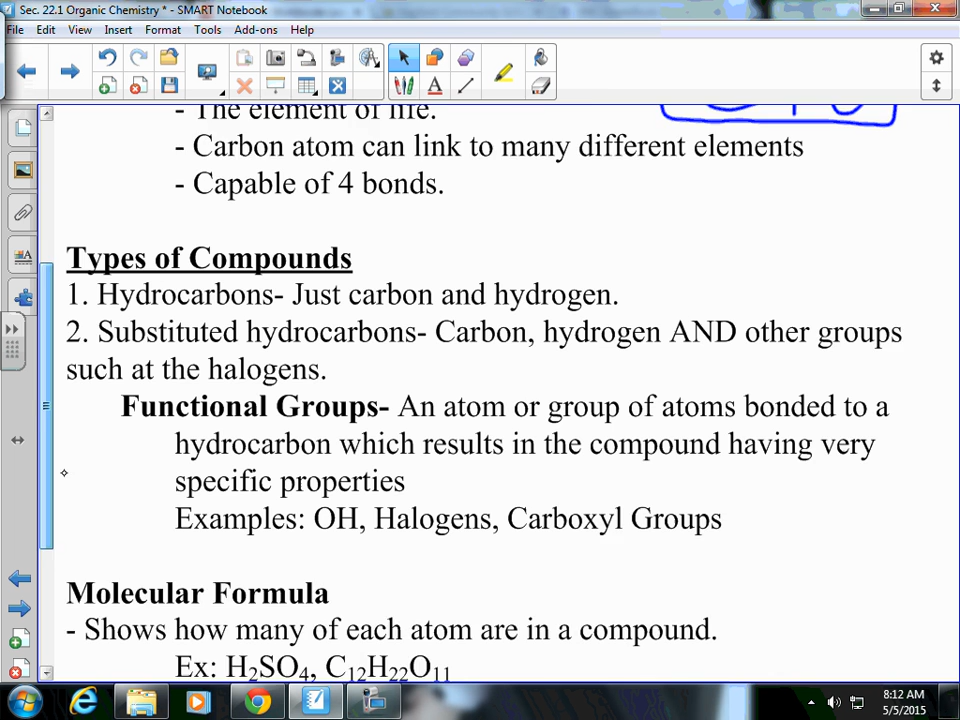 Sec. 22.1 Organic Chemistry * - SMART Notebook
File Edit View Insert Format Tools Add-ons Help
- The element of life.
- Carbon atom can link to many different elements
- Capable of 4 bonds.
Types of Compounds
1. Hydrocarbons- Just carbon and hydrogen.
2. Substituted hydrocarbons- Carbon, hydrogen AND other groups
such at the halogens.
Functional Groups- An atom or group of atoms bonded to a
hydrocarbon which results in the compound having very
specific properties
Examples: OH, Halogens, Carboxyl Groups
Molecular Formula
- Shows how many of each atom are in a compound.
Ex: H₂SO₄, C₁₂H₂₂O₁₁
8:12 AM
5/5/2015